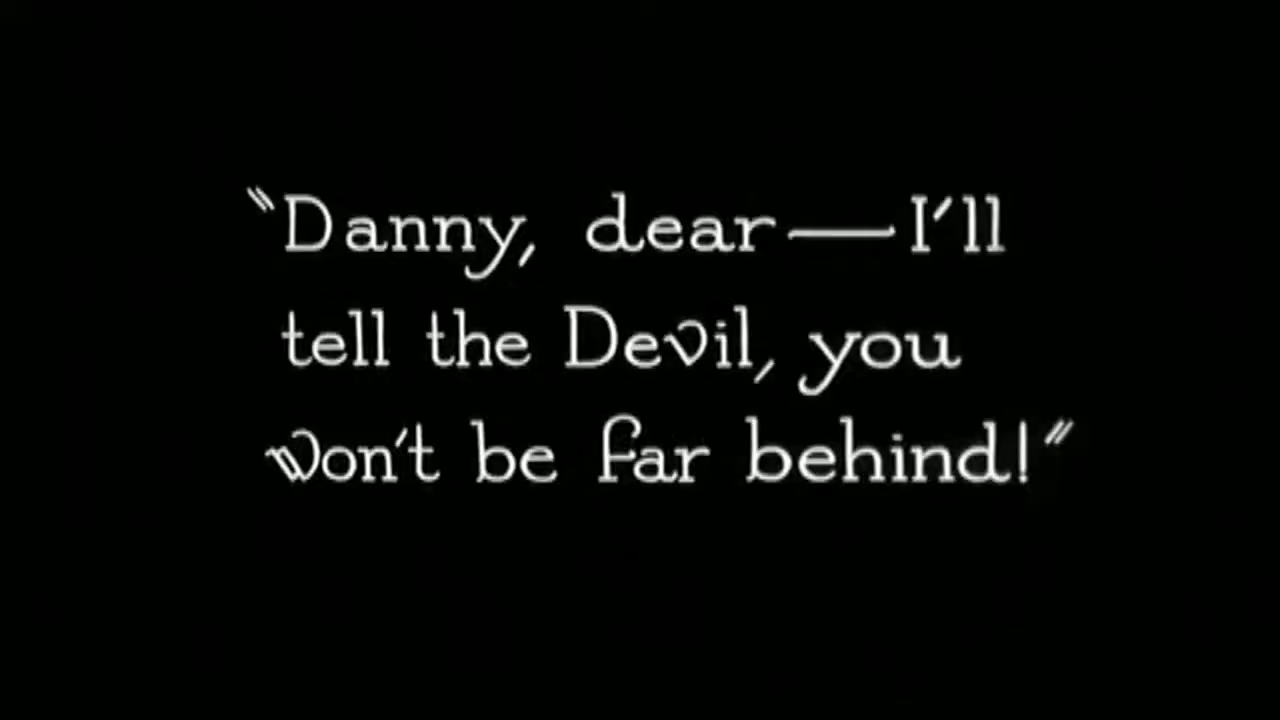 "Danny, dear—I'll
tell the Devil, you
won't be far behind!"